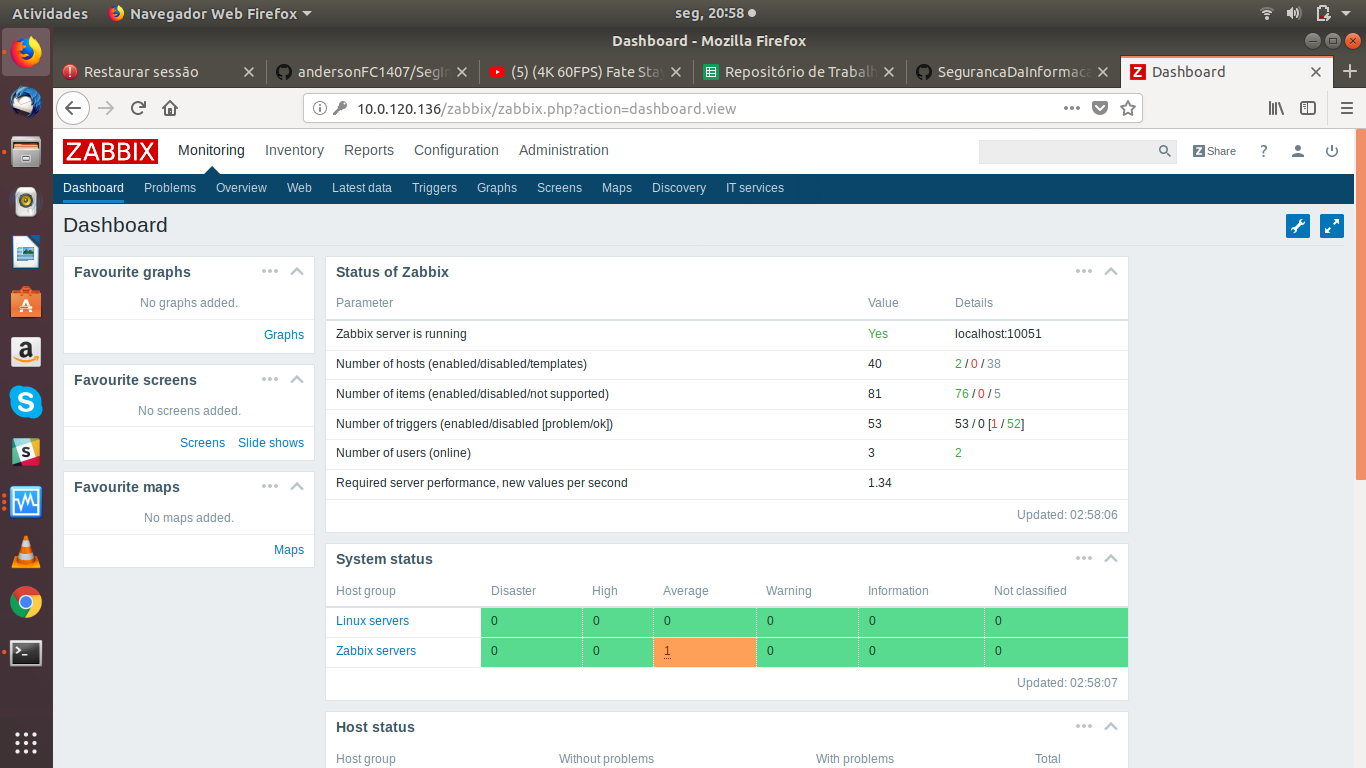 Atividades Navegador Web Firefox seg, 20:58
Dashboard - Mozilla Firefox
Restaurar sessão andersonFC1407/SegIn (5) (4K 60FPS) Fate Stay Repositório de Trabalh SegurancaDaInformaca Dashboard
10.0.120.136/zabbix/zabbix.php?action=dashboard.view
ZABBIX Monitoring Inventory Reports Configuration Administration Z Share ?
Dashboard Problems Overview Web Latest data Triggers Graphs Screens Maps Discovery IT services
Dashboard
Favourite graphs
No graphs added.
Graphs
Favourite screens
No screens added.
Screens Slide shows
Favourite maps
No maps added.
Maps
Status of Zabbix
Parameter Value Details
Zabbix server is running Yes localhost:10051
Number of hosts (enabled/disabled/templates) 40 2 / 0 / 38
Number of items (enabled/disabled/not supported) 81 76 / 0 / 5
Number of triggers (enabled/disabled [problem/ok]) 53 53 / 0 [1 / 52]
Number of users (online) 3 2
Required server performance, new values per second 1.34
Updated: 02:58:06
System status
Host group Disaster High Average Warning Information Not classified
Linux servers 0 0 0 0 0 0
Zabbix servers 0 0 1 0 0 0
Updated: 02:58:07
Host status
Host group Without problems With problems Total